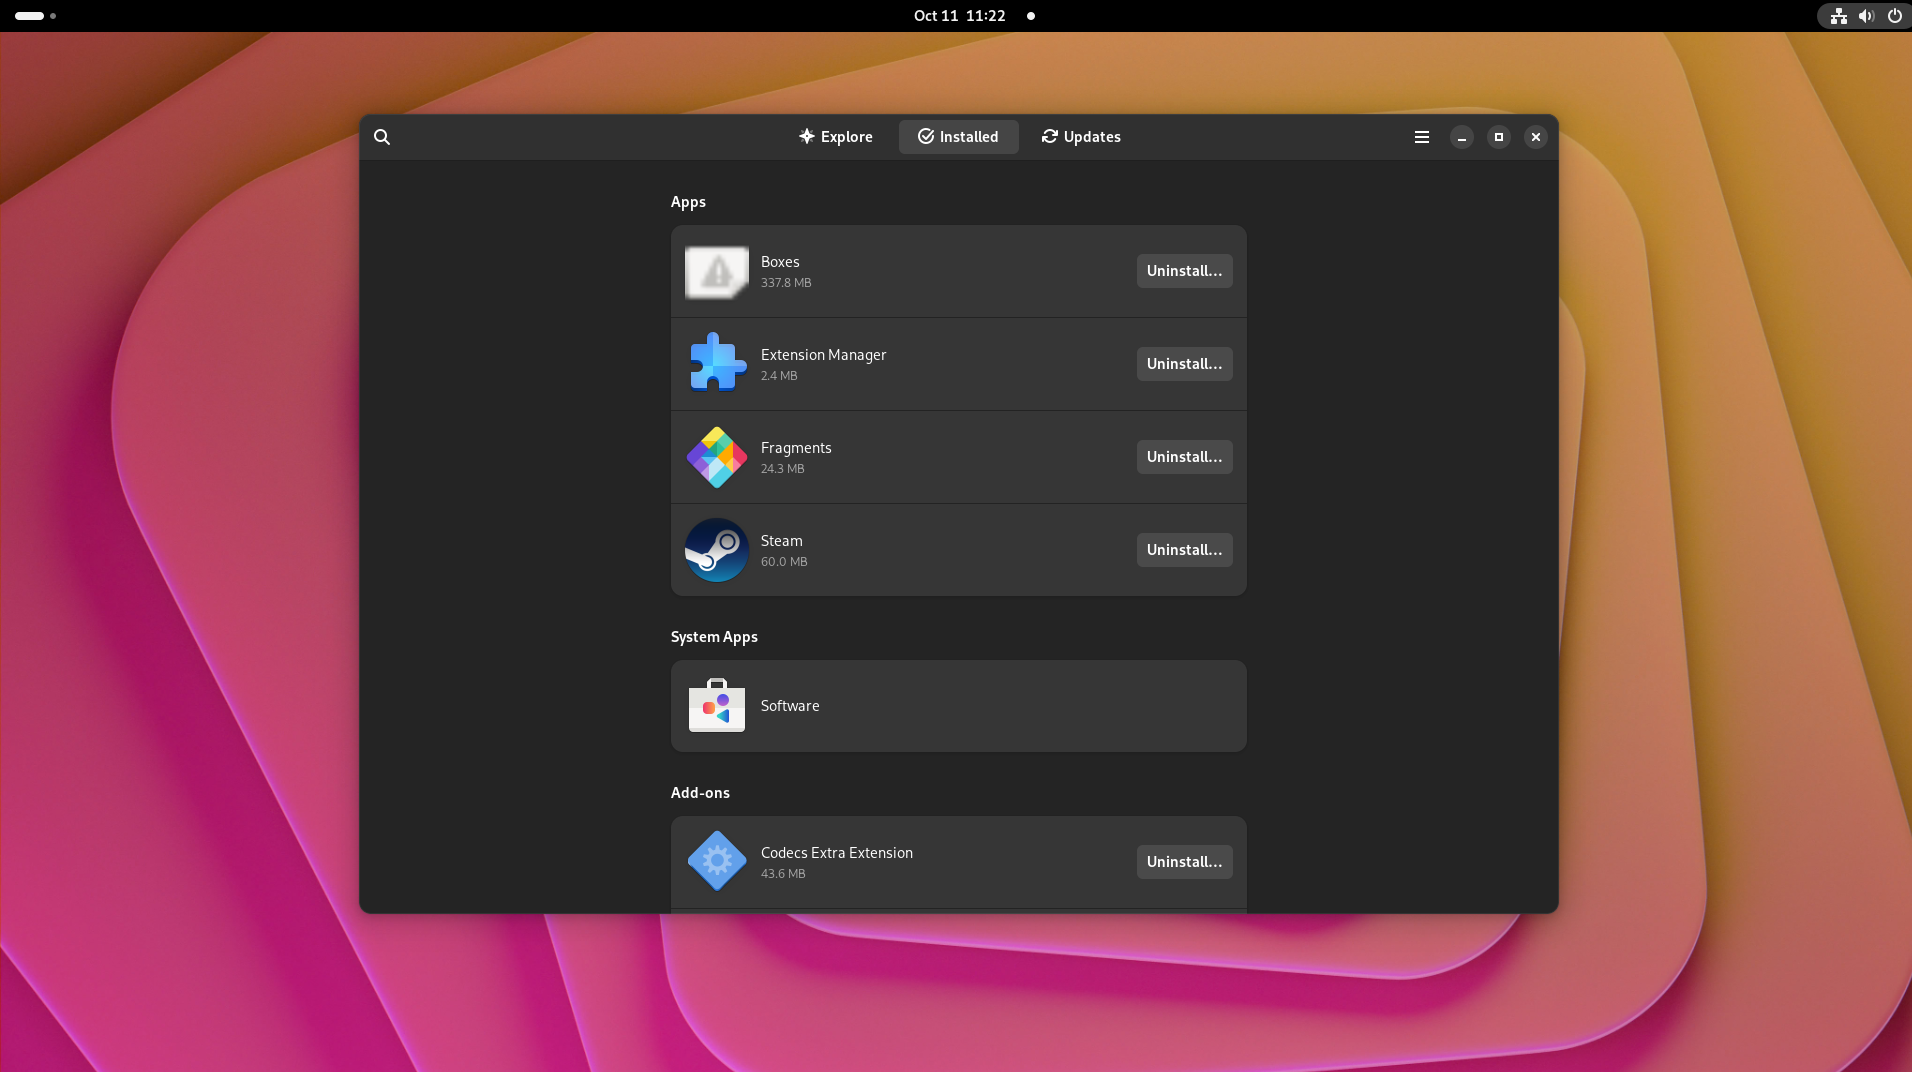 Oct 11 11:22
Explore
Installed
Updates
Apps
Boxes
337.8 MB
Uninstall...
Extension Manager
2.4 MB
Uninstall...
Fragments
24.3 MB
Uninstall...
Steam
60.0 MB
Uninstall...
System Apps
Software
Add-ons
Codecs Extra Extension
43.6 MB
Uninstall...